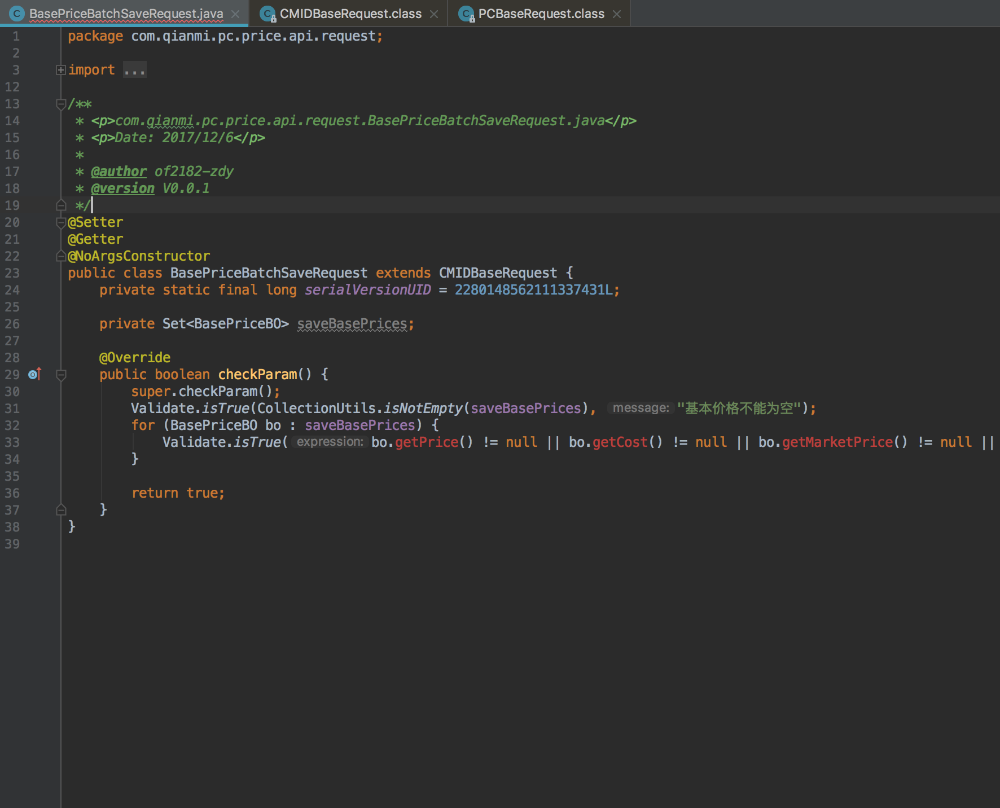 BasePriceBatchSaveRequest.java CMIDBaseRequest.class PCBaseRequest.class
1 package com.qianmi.pc.price.api.request;
2
3 import ...
12
13 /**
14 * <p>com.qianmi.pc.price.api.request.BasePriceBatchSaveRequest.java</p>
15 * <p>Date: 2017/12/6</p>
16 *
17 * @author of2182-zdy
18 * @version V0.0.1
19 */
20 @Setter
21 @Getter
22 @NoArgsConstructor
23 public class BasePriceBatchSaveRequest extends CMIDBaseRequest {
24 private static final long serialVersionUID = 2280148562111337431L;
25
26 private Set<BasePriceBO> saveBasePrices;
27
28 @Override
29 public boolean checkParam() {
30 super.checkParam();
31 Validate.isTrue(CollectionUtils.isNotEmpty(saveBasePrices), message: "基本价格不能为空");
32 for (BasePriceBO bo : saveBasePrices) {
33 Validate.isTrue( expression: bo.getPrice() != null || bo.getCost() != null || bo.getMarketPrice() != null ||
34 }
35
36 return true;
37 }
38 }
39